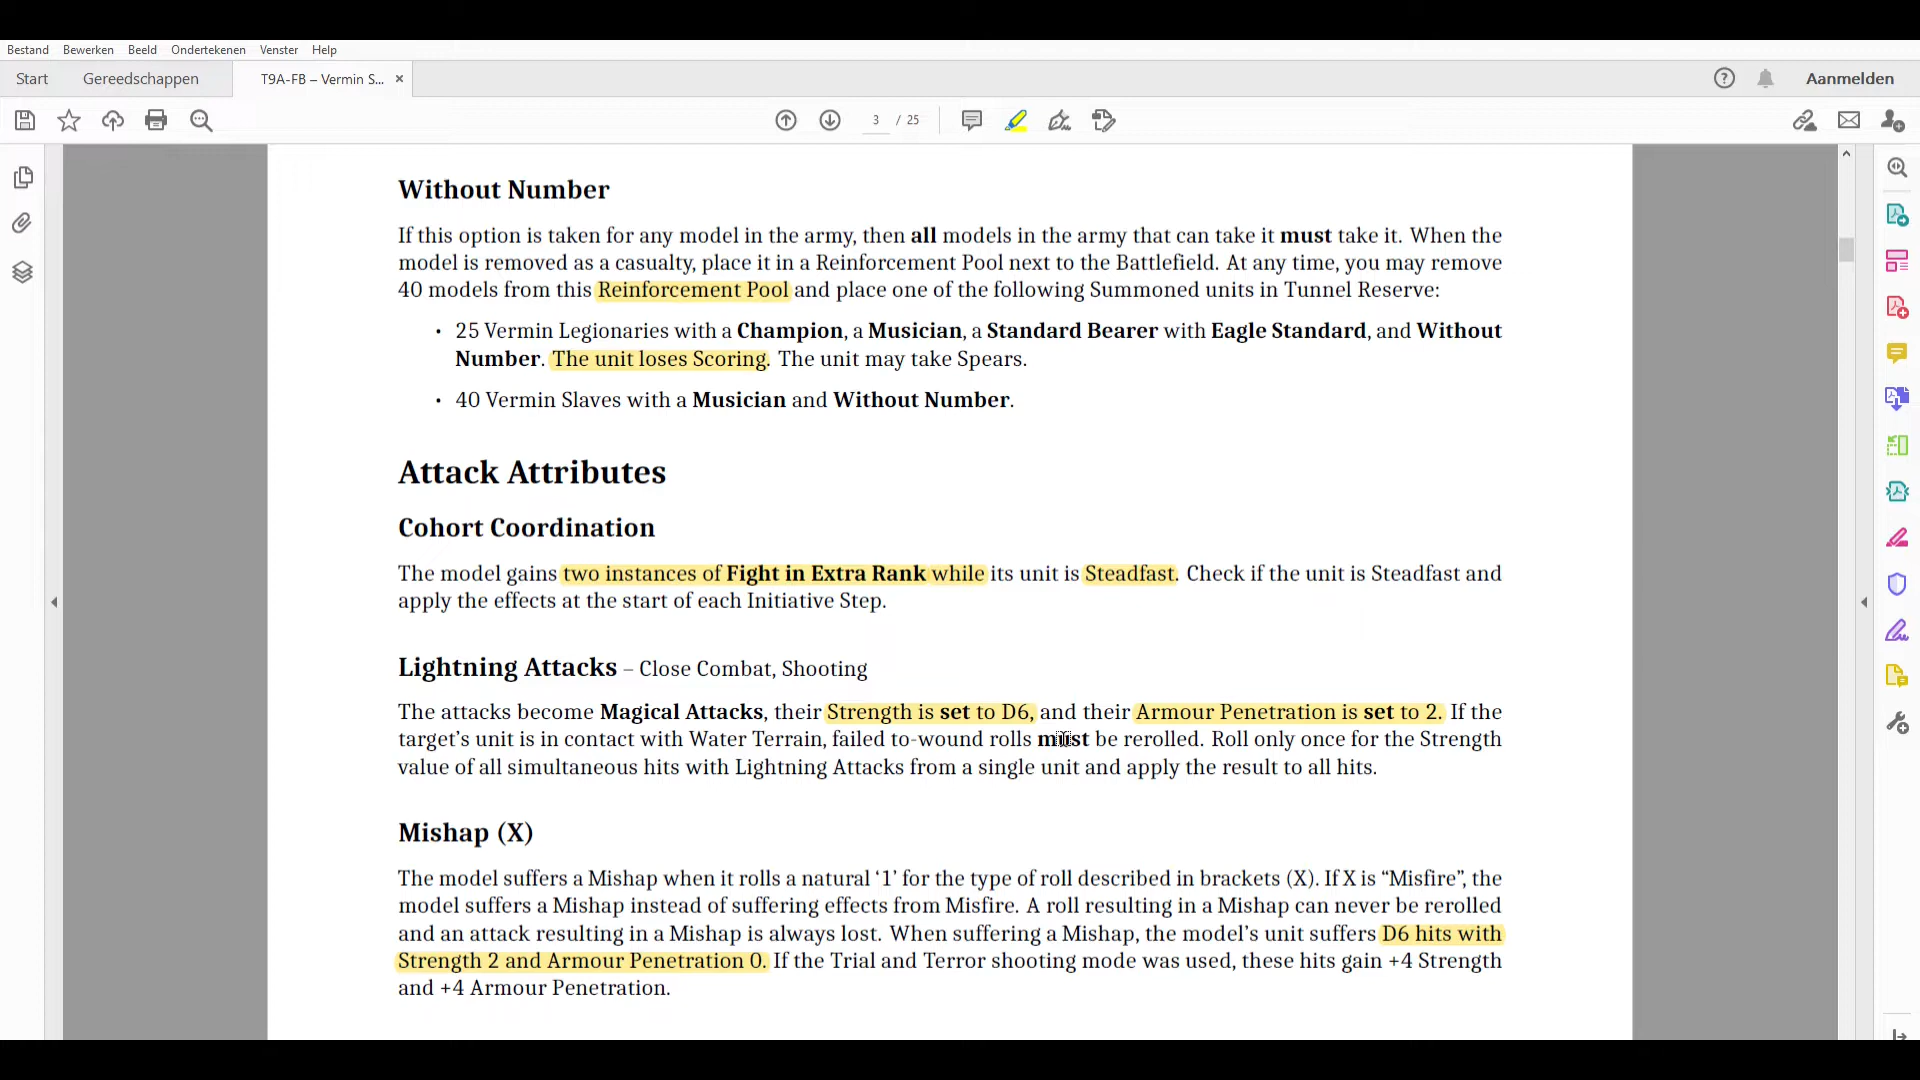 Bestand Bewerken Beeld Ondertekenen Venster Help
Start Gereedschappen T9A-FB – Vermin S... × Aanmelden
3 / 25
Without Number
If this option is taken for any model in the army, then all models in the army that can take it must take it. When the
model is removed as a casualty, place it in a Reinforcement Pool next to the Battlefield. At any time, you may remove
40 models from this Reinforcement Pool and place one of the following Summoned units in Tunnel Reserve:
• 25 Vermin Legionaries with a Champion, a Musician, a Standard Bearer with Eagle Standard, and Without
Number. The unit loses Scoring. The unit may take Spears.
• 40 Vermin Slaves with a Musician and Without Number.
Attack Attributes
Cohort Coordination
The model gains two instances of Fight in Extra Rank while its unit is Steadfast. Check if the unit is Steadfast and
apply the effects at the start of each Initiative Step.
Lightning Attacks – Close Combat, Shooting
The attacks become Magical Attacks, their Strength is set to D6, and their Armour Penetration is set to 2. If the
target’s unit is in contact with Water Terrain, failed to-wound rolls must be rerolled. Roll only once for the Strength
value of all simultaneous hits with Lightning Attacks from a single unit and apply the result to all hits.
Mishap (X)
The model suffers a Mishap when it rolls a natural ‘1’ for the type of roll described in brackets (X). If X is “Misfire”, the
model suffers a Mishap instead of suffering effects from Misfire. A roll resulting in a Mishap can never be rerolled
and an attack resulting in a Mishap is always lost. When suffering a Mishap, the model’s unit suffers D6 hits with
Strength 2 and Armour Penetration 0. If the Trial and Terror shooting mode was used, these hits gain +4 Strength
and +4 Armour Penetration.